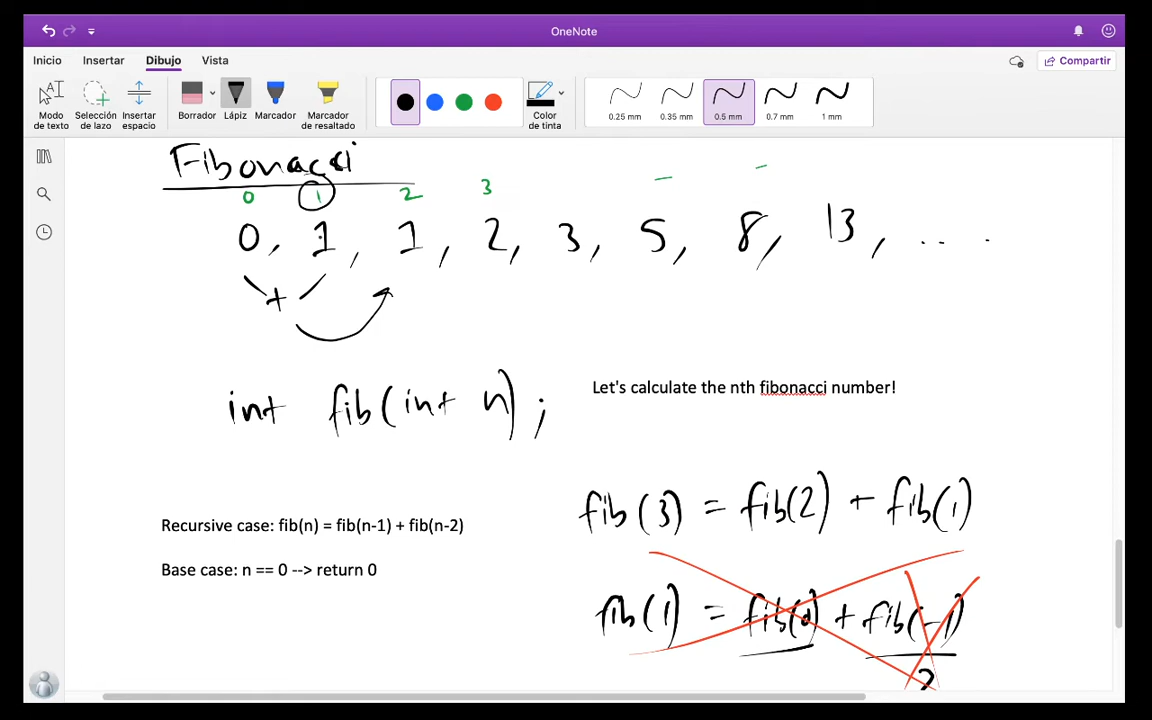 OneNote
Inicio Insertar Dibujo Vista
Compartir
Modo de texto
Selección de lazo
Insertar espacio
Borrador
Lápiz
Marcador
Marcador de resaltado
Color de tinta
0.25 mm
0.35 mm
0.5 mm
0.7 mm
1 mm
Fibonacci
0 1 2 3 – –
0, 1, 1, 2, 3, 5, 8, 13, ....
+
int fib(int n);
Let's calculate the nth fibonacci number!
fib(3) = fib(2) + fib(1)
Recursive case: fib(n) = fib(n-1) + fib(n-2)
Base case: n == 0 --> return 0
fib(1) = fib(0) + fib(-1)
?